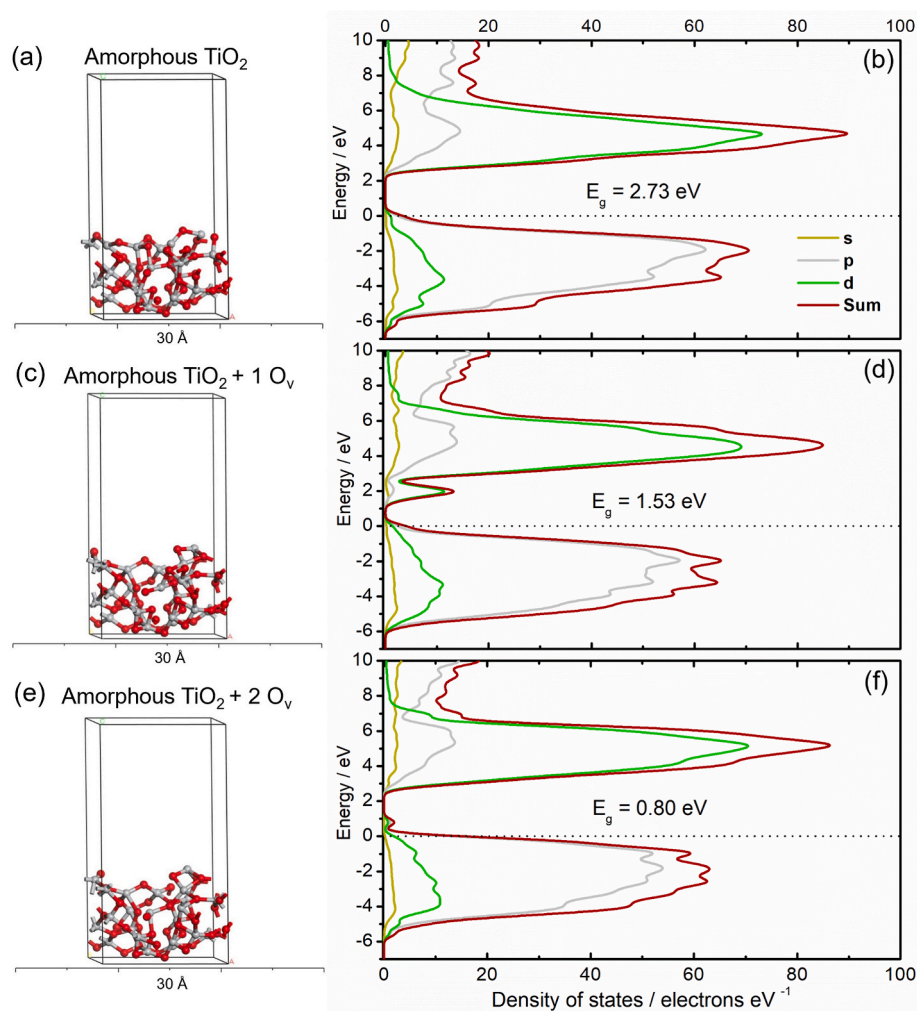 (a) Amorphous TiO2
30 Å
0 20 40 60 80 100
(b)
Energy / eV
10
8
6
4
2
0
-2
-4
-6
Eg = 2.73 eV
s
p
d
Sum
(c) Amorphous TiO2 + 1 Ov
30 Å
(d)
Energy / eV
10
8
6
4
2
0
-2
-4
-6
Eg = 1.53 eV
(e) Amorphous TiO2 + 2 Ov
30 Å
(f)
Energy / eV
10
8
6
4
2
0
-2
-4
-6
Eg = 0.80 eV
0 20 40 60 80 100
Density of states / electrons eV -1